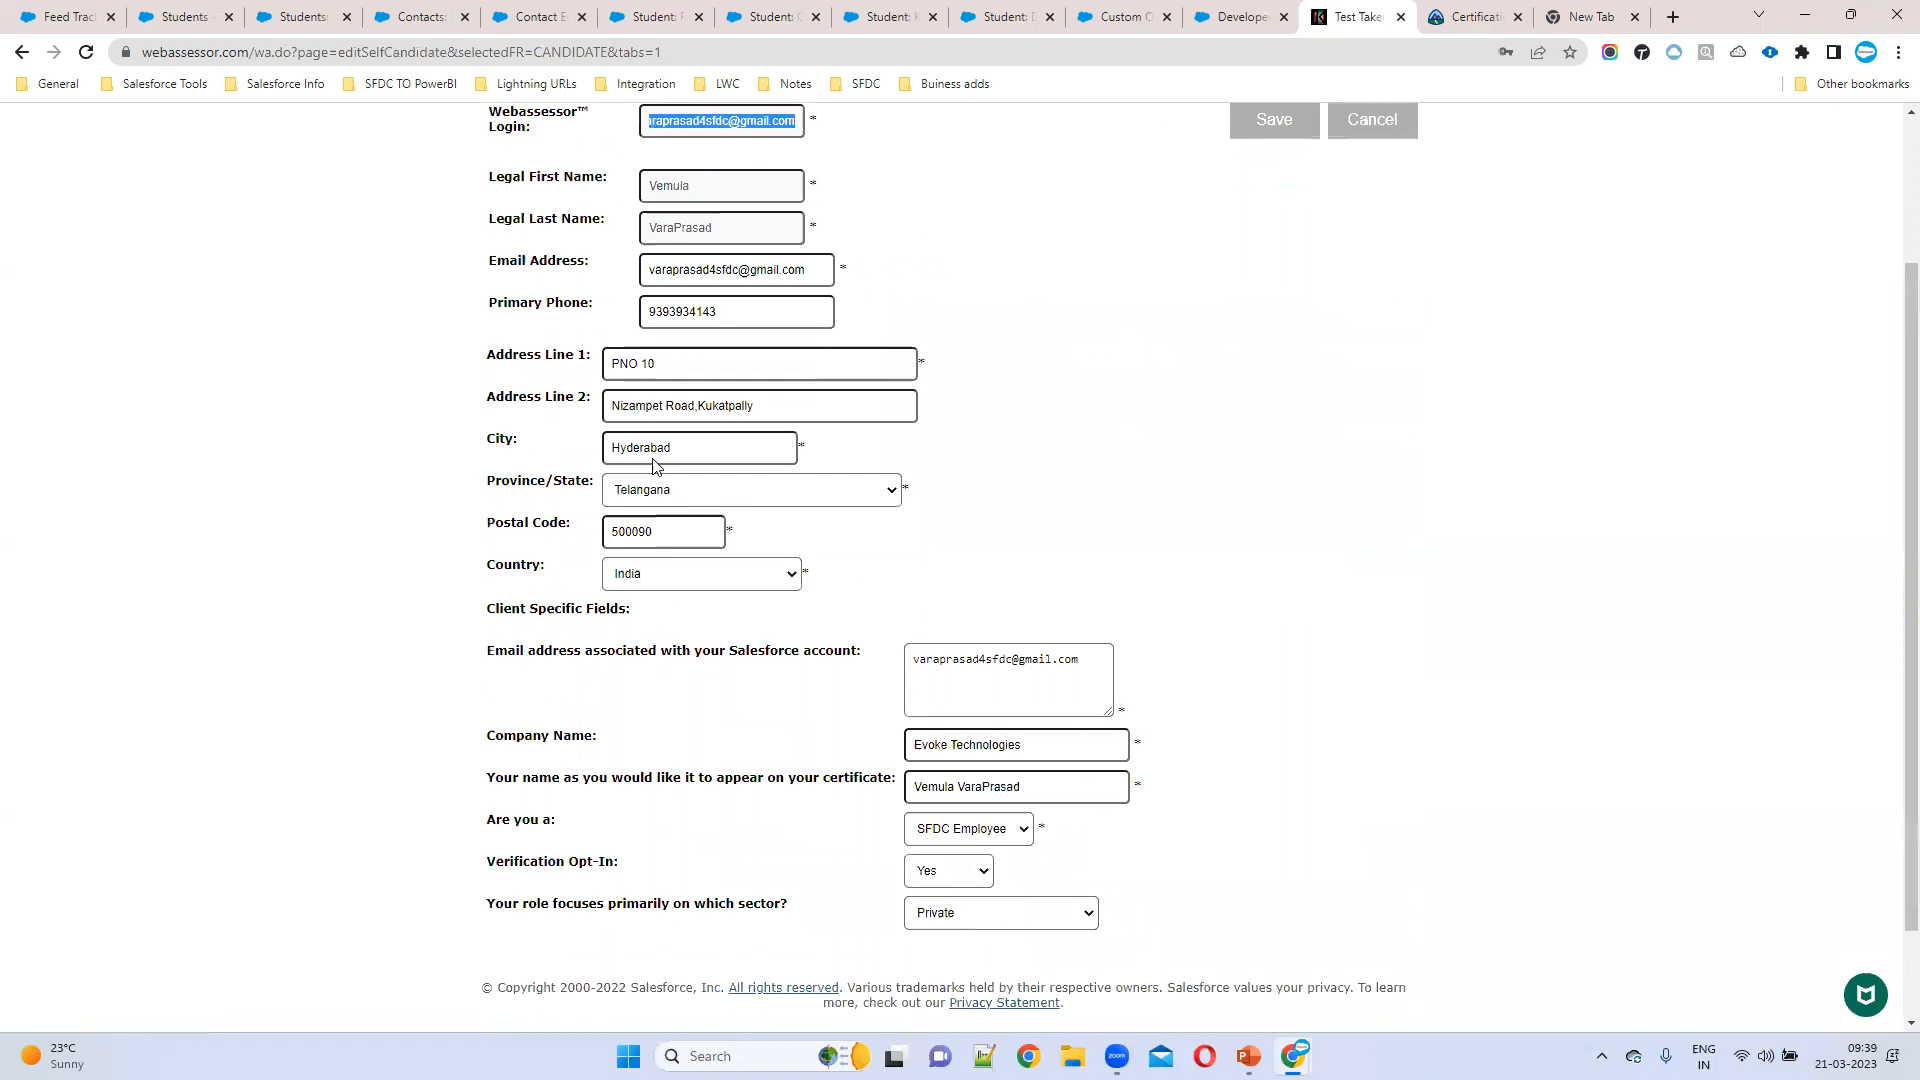 Feed Trac
Students -
Students:
Contacts:
Contact E
Student: F
Student: C
Student: K
Student: D
Custom O
Develope
Test Take
Certificati
New Tab
webassessor.com/wa.do?page=editSelfCandidate&selectedFR=CANDIDATE&tabs=1
General
Salesforce Tools
Salesforce Info
SFDC TO PowerBI
Lightning URLs
Integration
LWC
Notes
SFDC
Buiness adds
Other bookmarks
Webassessor™ Login:
araprasad4sfdc@gmail.com *
Save
Cancel
Legal First Name: Vemula *
Legal Last Name: VaraPrasad *
Email Address: varaprasad4sfdc@gmail.com *
Primary Phone: 9393934143
Address Line 1: PNO 10 *
Address Line 2: Nizampet Road,Kukatpally
City: Hyderabad *
Province/State: Telangana *
Postal Code: 500090 *
Country: India *
Client Specific Fields:
Email address associated with your Salesforce account: varaprasad4sfdc@gmail.com *
Company Name: Evoke Technologies *
Your name as you would like it to appear on your certificate: Vemula VaraPrasad *
Are you a: SFDC Employee *
Verification Opt-In: Yes
Your role focuses primarily on which sector? Private
© Copyright 2000-2022 Salesforce, Inc. All rights reserved. Various trademarks held by their respective owners. Salesforce values your privacy. To learn
more, check out our Privacy Statement.
23°C
Sunny
Search
zoom
ENG
IN
09:39
21-03-2023